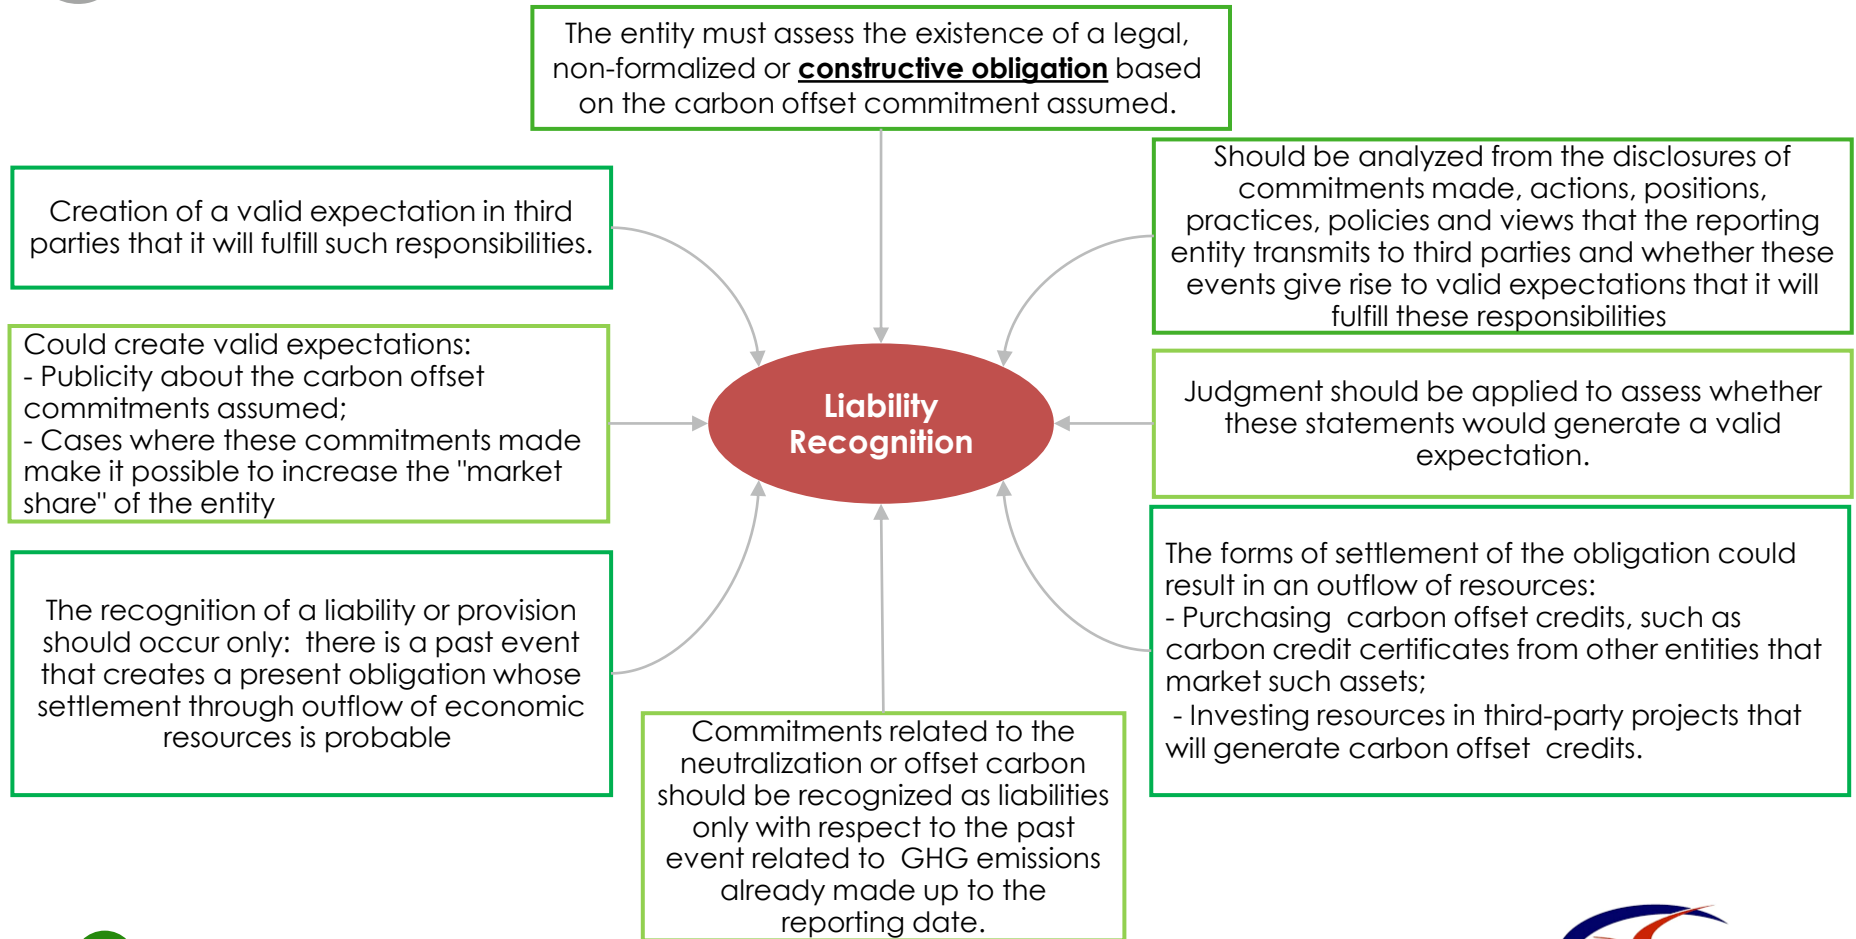 The entity must assess the existence of a legal,
non-formalized or constructive obligation based
on the carbon offset commitment assumed.
Creation of a valid expectation in third
parties that it will fulfill such responsibilities.
Should be analyzed from the disclosures of
commitments made, actions, positions,
practices, policies and views that the reporting
entity transmits to third parties and whether these
events give rise to valid expectations that it will
fulfill these responsibilities
Could create valid expectations:
- Publicity about the carbon offset
commitments assumed;
- Cases where these commitments made
make it possible to increase the "market
share" of the entity
Liability
Recognition
Judgment should be applied to assess whether
these statements would generate a valid
expectation.
The recognition of a liability or provision
should occur only: there is a past event
that creates a present obligation whose
settlement through outflow of economic
resources is probable
The forms of settlement of the obligation could
result in an outflow of resources:
- Purchasing carbon offset credits, such as
carbon credit certificates from other entities that
market such assets;
- Investing resources in third-party projects that
will generate carbon offset credits.
Commitments related to the
neutralization or offset carbon
should be recognized as liabilities
only with respect to the past
event related to GHG emissions
already made up to the
reporting date.